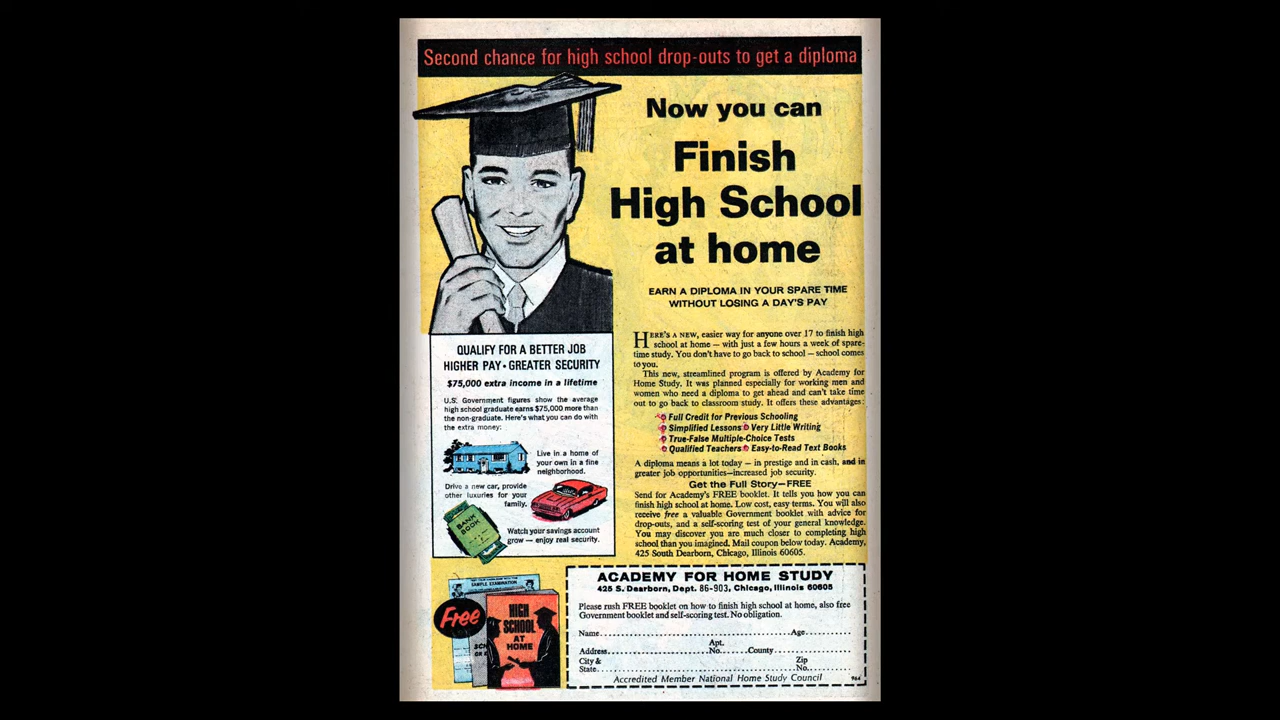 Second chance for high school drop-outs to get a diploma
Now you can
Finish
High School
at home
EARN A DIPLOMA IN YOUR SPARE TIME
WITHOUT LOSING A DAY'S PAY
HERE'S A NEW, easier way for anyone over 17 to finish high
school at home — with just a few hours a week of spare-
time study. You don't have to go back to school — school comes
to you.
This new, streamlined program is offered by Academy for
Home Study. It was planned especially for working men and
women who need a diploma to get ahead and can't take time
out to go back to classroom study. It offers these advantages:
Full Credit for Previous Schooling
Simplified Lessons Very Little Writing
True-False Multiple-Choice Tests
Qualified Teachers Easy-to-Read Text Books
A diploma means a lot today — in prestige and in cash, and in
greater job opportunities—increased job security.
Get the Full Story—FREE
Send for Academy's FREE booklet. It tells you how you can
finish high school at home. Low cost, easy terms. You will also
receive free a valuable Government booklet with advice for
drop-outs, and a self-scoring test of your general knowledge.
You may discover you are much closer to completing high
school than you imagined. Mail coupon below today. Academy,
425 South Dearborn, Chicago, Illinois 60605.
QUALIFY FOR A BETTER JOB
HIGHER PAY • GREATER SECURITY
$75,000 extra income in a lifetime
U.S. Government figures show the average
high school graduate earns $75,000 more than
the non-graduate. Here's what you can do with
the extra money:
Live in a home of
your own in a fine
neighborhood.
Drive a new car, provide
other luxuries for your
family.
BANK
BOOK
Watch your savings account
grow — enjoy real security.
Free
SAMPLE EXAMINATION
HIGH
SCHOOL
AT
HOME
ACADEMY FOR HOME STUDY
425 S. Dearborn, Dept. 86-903, Chicago, Illinois 60605
Please rush FREE booklet on how to finish high school at home, also free
Government booklet and self-scoring test. No obligation.
Name Age
Address Apt. No. County
City & State Zip No.
Accredited Member National Home Study Council